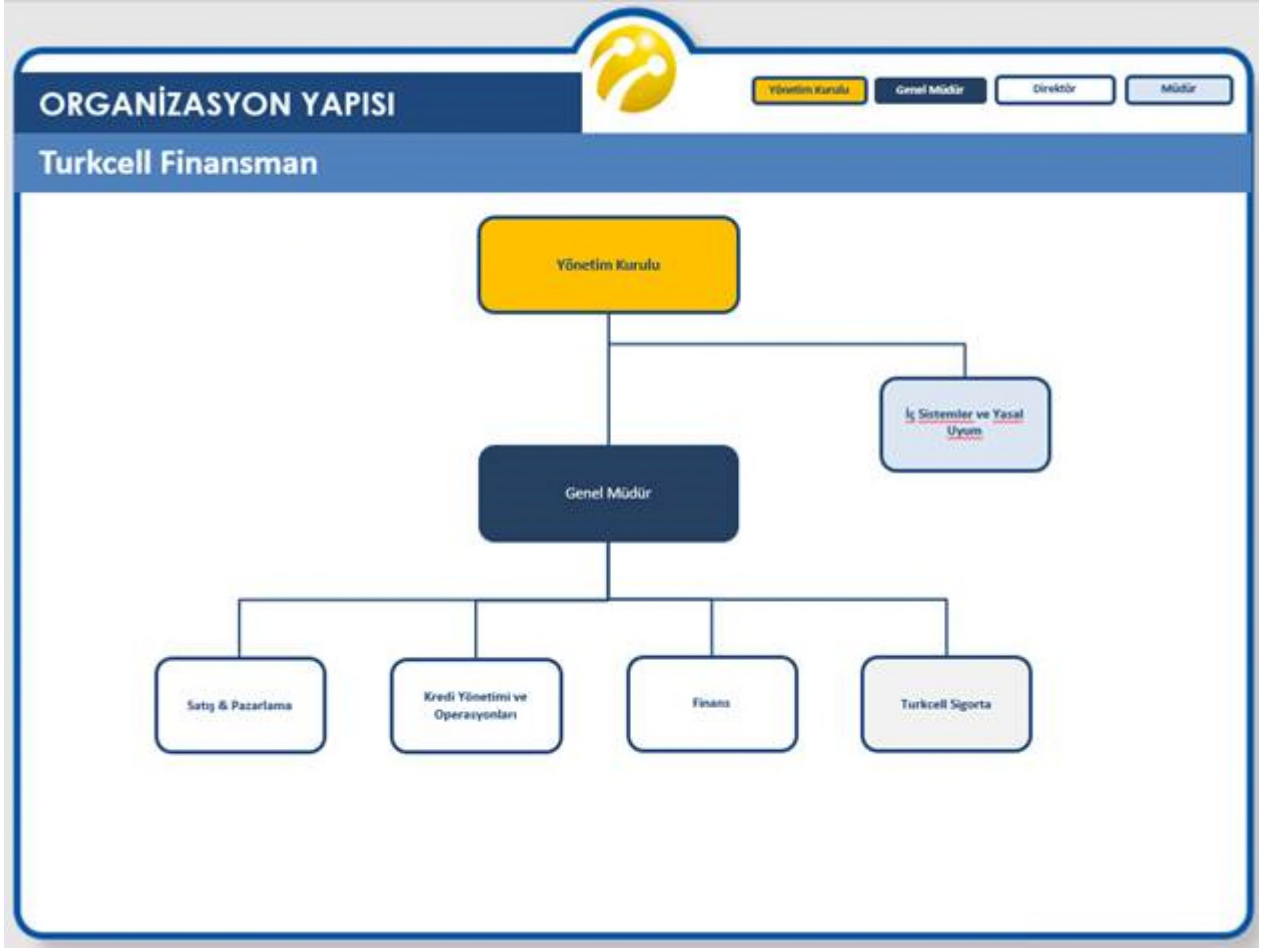 ORGANİZASYON YAPISI
Yönetim Kurulu
Genel Müdür
Direktör
Müdür
Turkcell Finansman
Yönetim Kurulu
İç Sistemler ve Yasal
Uyum
Genel Müdür
Satış & Pazarlama
Kredi Yönetimi ve
Operasyonları
Finans
Turkcell Sigorta